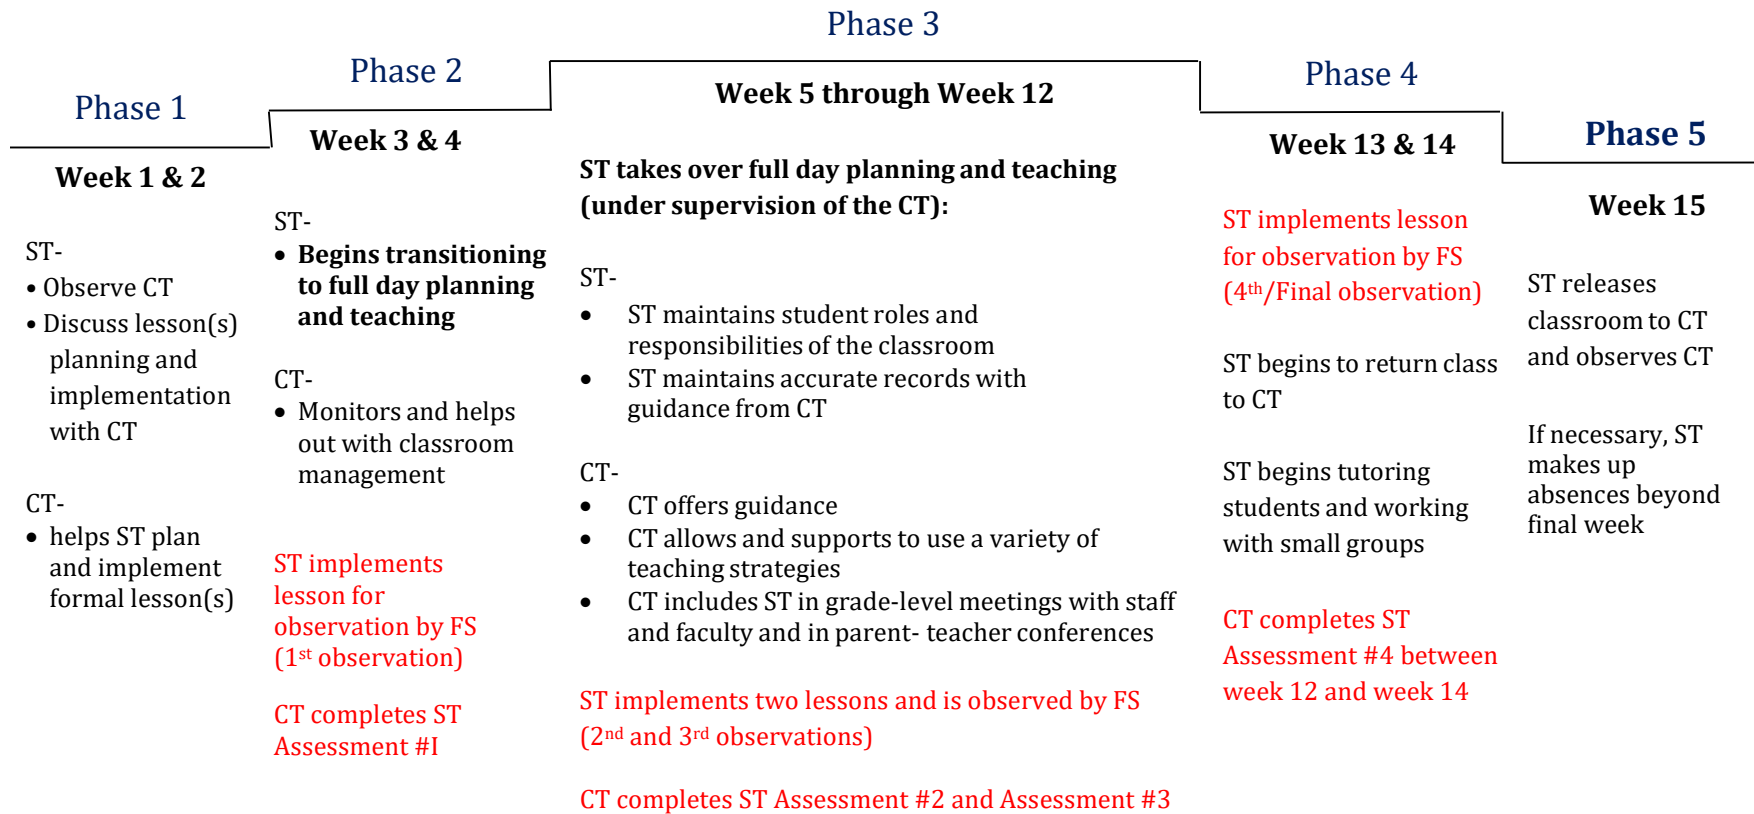 Phase 1
Week 1 & 2
ST-
• Observe CT
• Discuss lesson(s)
planning and
implementation
with CT
CT-
• helps ST plan
and implement
formal lesson(s)
Phase 2
Week 3 & 4
ST-
• Begins transitioning
to full day planning
and teaching
CT-
• Monitors and helps
out with classroom
management
ST implements
lesson for
observation by FS
(1st observation)
CT completes ST
Assessment #I
Phase 3
Week 5 through Week 12
ST takes over full day planning and teaching
(under supervision of the CT):
ST-
• ST maintains student roles and
responsibilities of the classroom
• ST maintains accurate records with
guidance from CT
CT-
• CT offers guidance
• CT allows and supports to use a variety of
teaching strategies
• CT includes ST in grade-level meetings with staff
and faculty and in parent- teacher conferences
ST implements two lessons and is observed by FS
(2nd and 3rd observations)
CT completes ST Assessment #2 and Assessment #3
Phase 4
Week 13 & 14
ST implements lesson
for observation by FS
(4th/Final observation)
ST begins to return class
to CT
ST begins tutoring
students and working
with small groups
CT completes ST
Assessment #4 between
week 12 and week 14
Phase 5
Week 15
ST releases
classroom to CT
and observes CT
If necessary, ST
makes up
absences beyond
final week